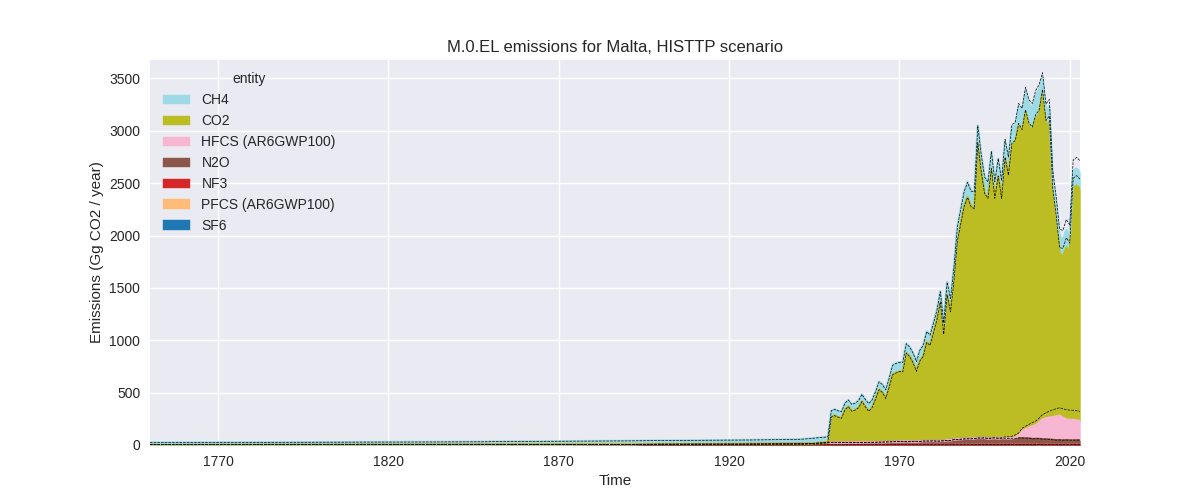 M.0.EL emissions for Malta, HISTTP scenario
Emissions (Gg CO2 / year)
3500
3000
2500
2000
1500
1000
500
0
entity
CH4
CO2
HFCS (AR6GWP100)
N2O
NF3
PFCS (AR6GWP100)
SF6
1770
1820
1870
1920
1970
2020
Time